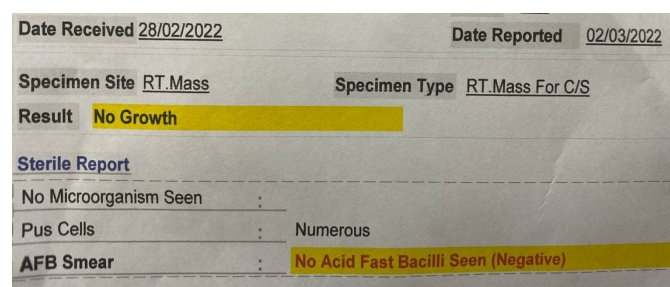 Date Received 28/02/2022 Date Reported 02/03/2022
Specimen Site RT.Mass Specimen Type RT.Mass For C/S
Result No Growth
Sterile Report
No Microorganism Seen :
Pus Cells : Numerous
AFB Smear : No Acid Fast Bacilli Seen (Negative)